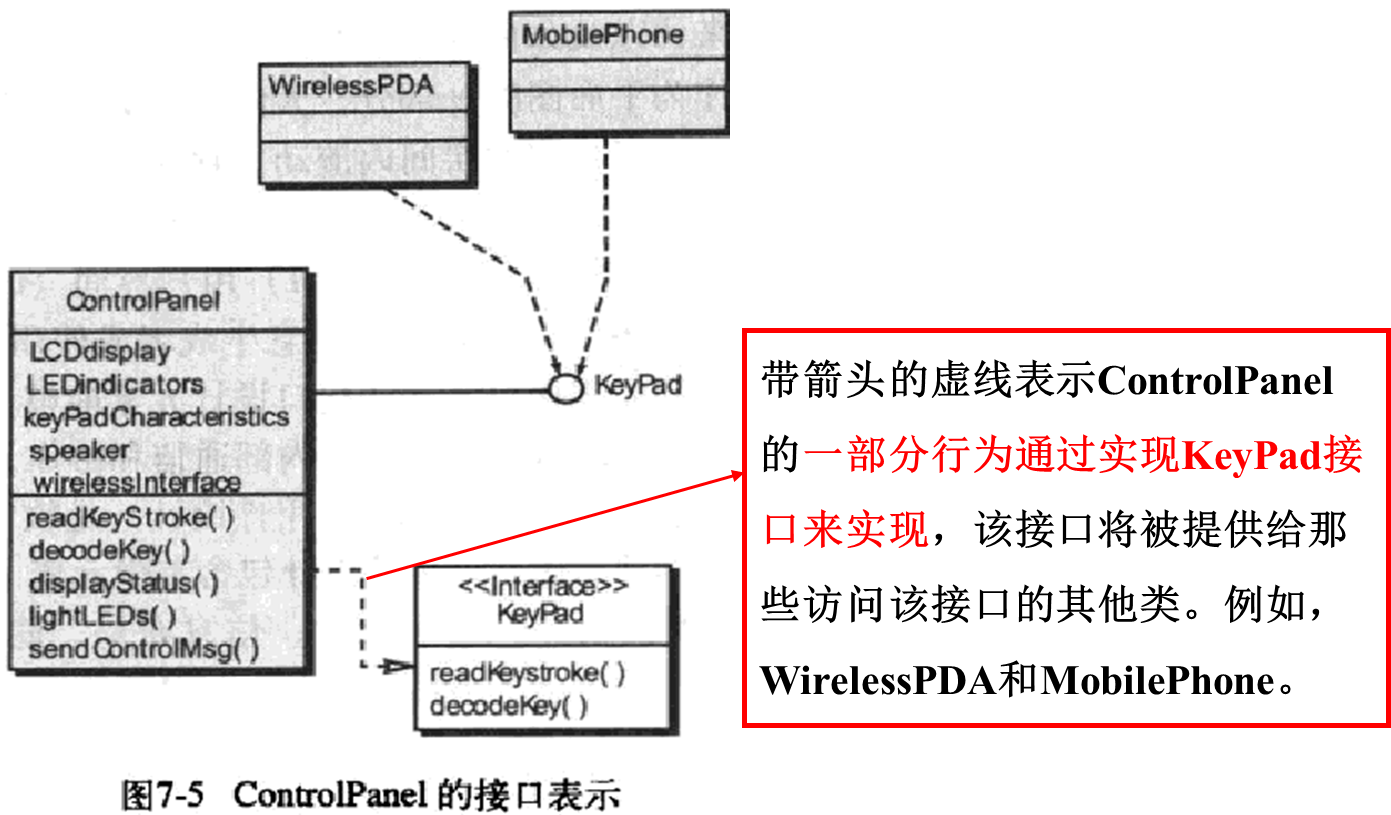 MobilePhone
WirelessPDA
ControlPanel
LCDdisplay
LEDindicators
keyPadCharacteristics
speaker
wirelessInterface
readKeyStroke( )
decodeKey( )
displayStatus( )
lightLEDs( )
sendControlMsg( )
KeyPad
<<Interface>>
KeyPad
readKeystroke( )
decodeKey( )
带箭头的虚线表示ControlPanel
的一部分行为通过实现KeyPad接
口来实现，该接口将被提供给那
些访问该接口的其他类。例如，
WirelessPDA和MobilePhone。
图7-5 ControlPanel 的接口表示